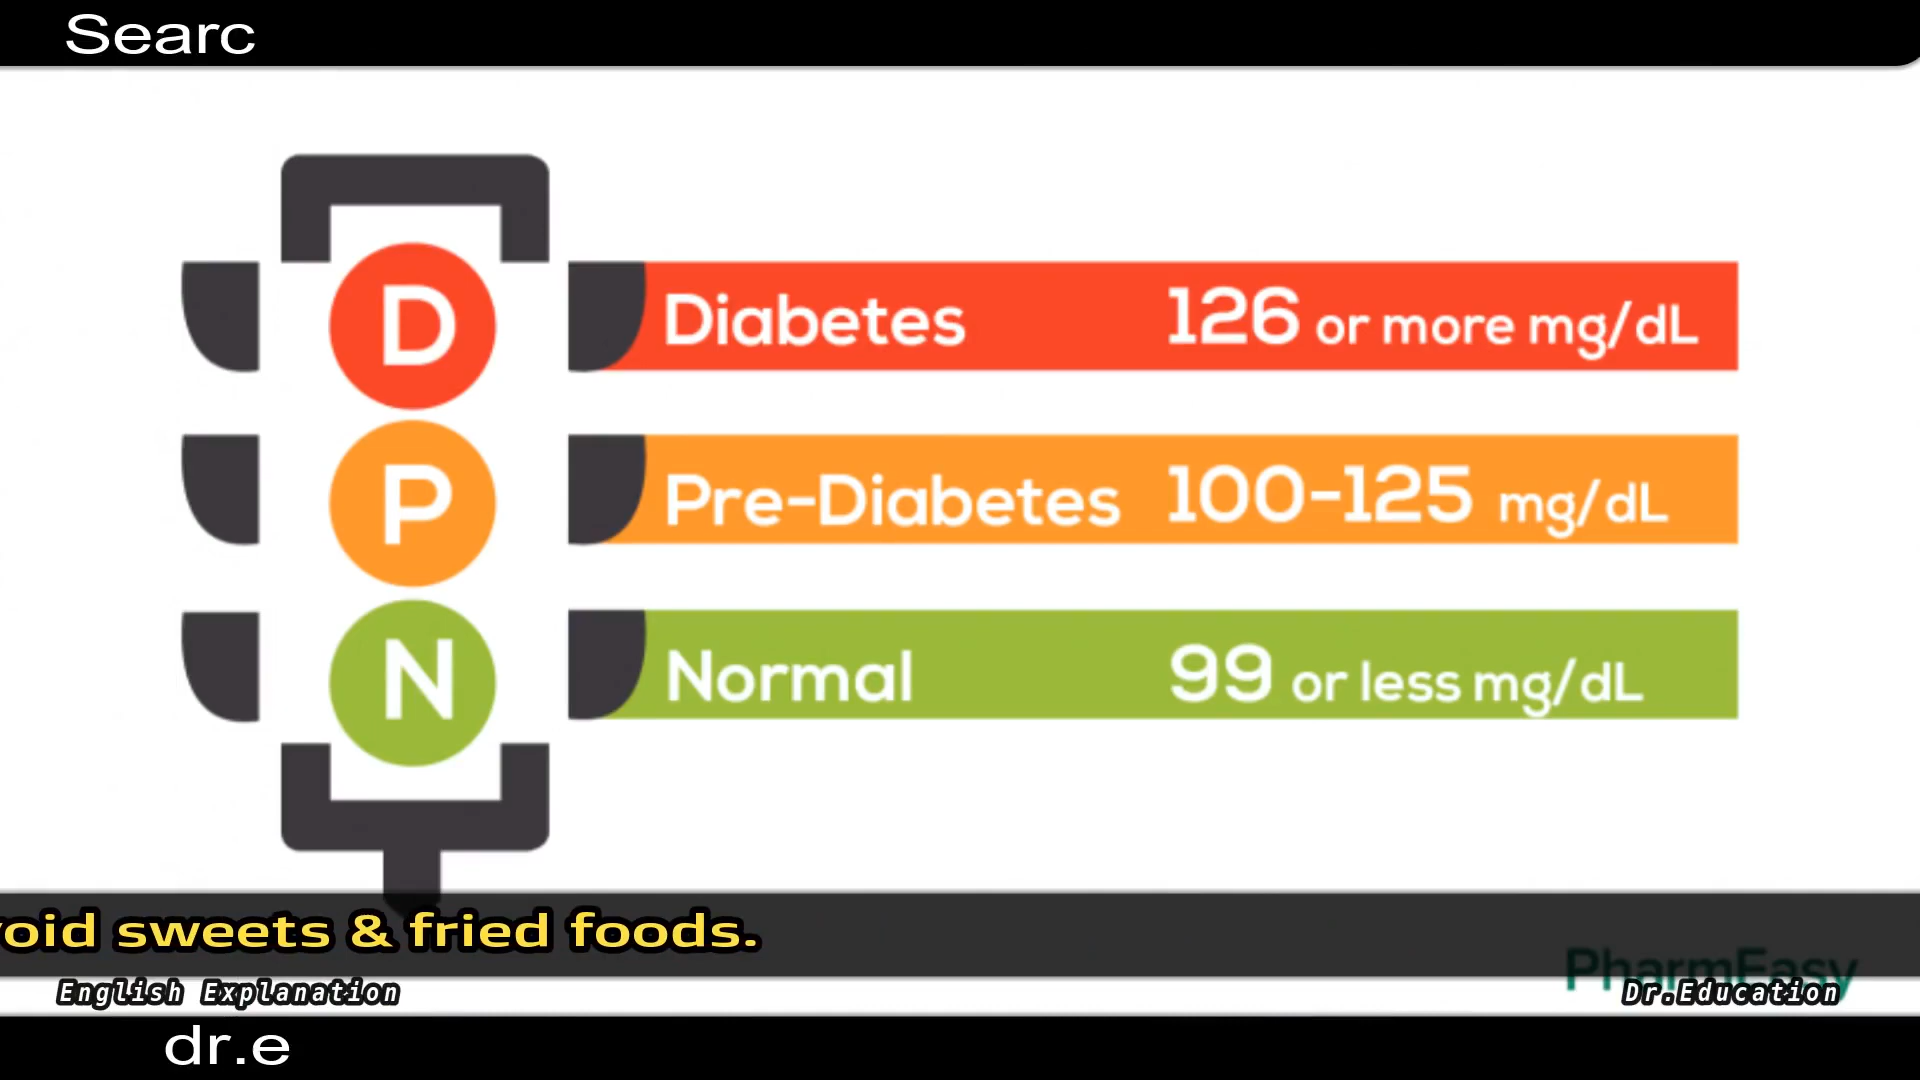 Searc
D
Diabetes 126 or more mg/dL
P
Pre-Diabetes 100-125 mg/dL
N
Normal 99 or less mg/dL
sweets & fried foods.
PharmEasy
English Explanation
Dr.Education
dr.e